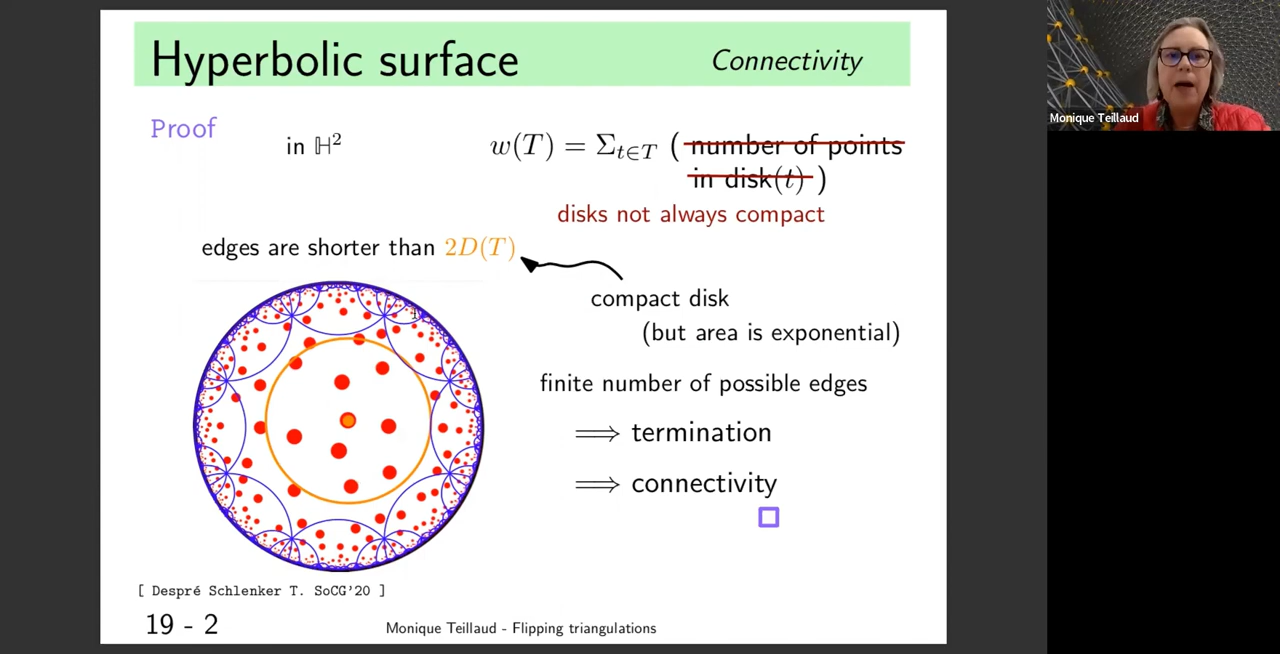 Hyperbolic surface
Connectivity
Proof
in ℍ²
w(T) = Σ_{t∈T} ( number of points
in disk(t) )
disks not always compact
edges are shorter than 2D(T)
compact disk
(but area is exponential)
finite number of possible edges
⟹ termination
⟹ connectivity
[ Despré Schlenker T. SoCG'20 ]
19 - 2
Monique Teillaud - Flipping triangulations
Monique Teillaud